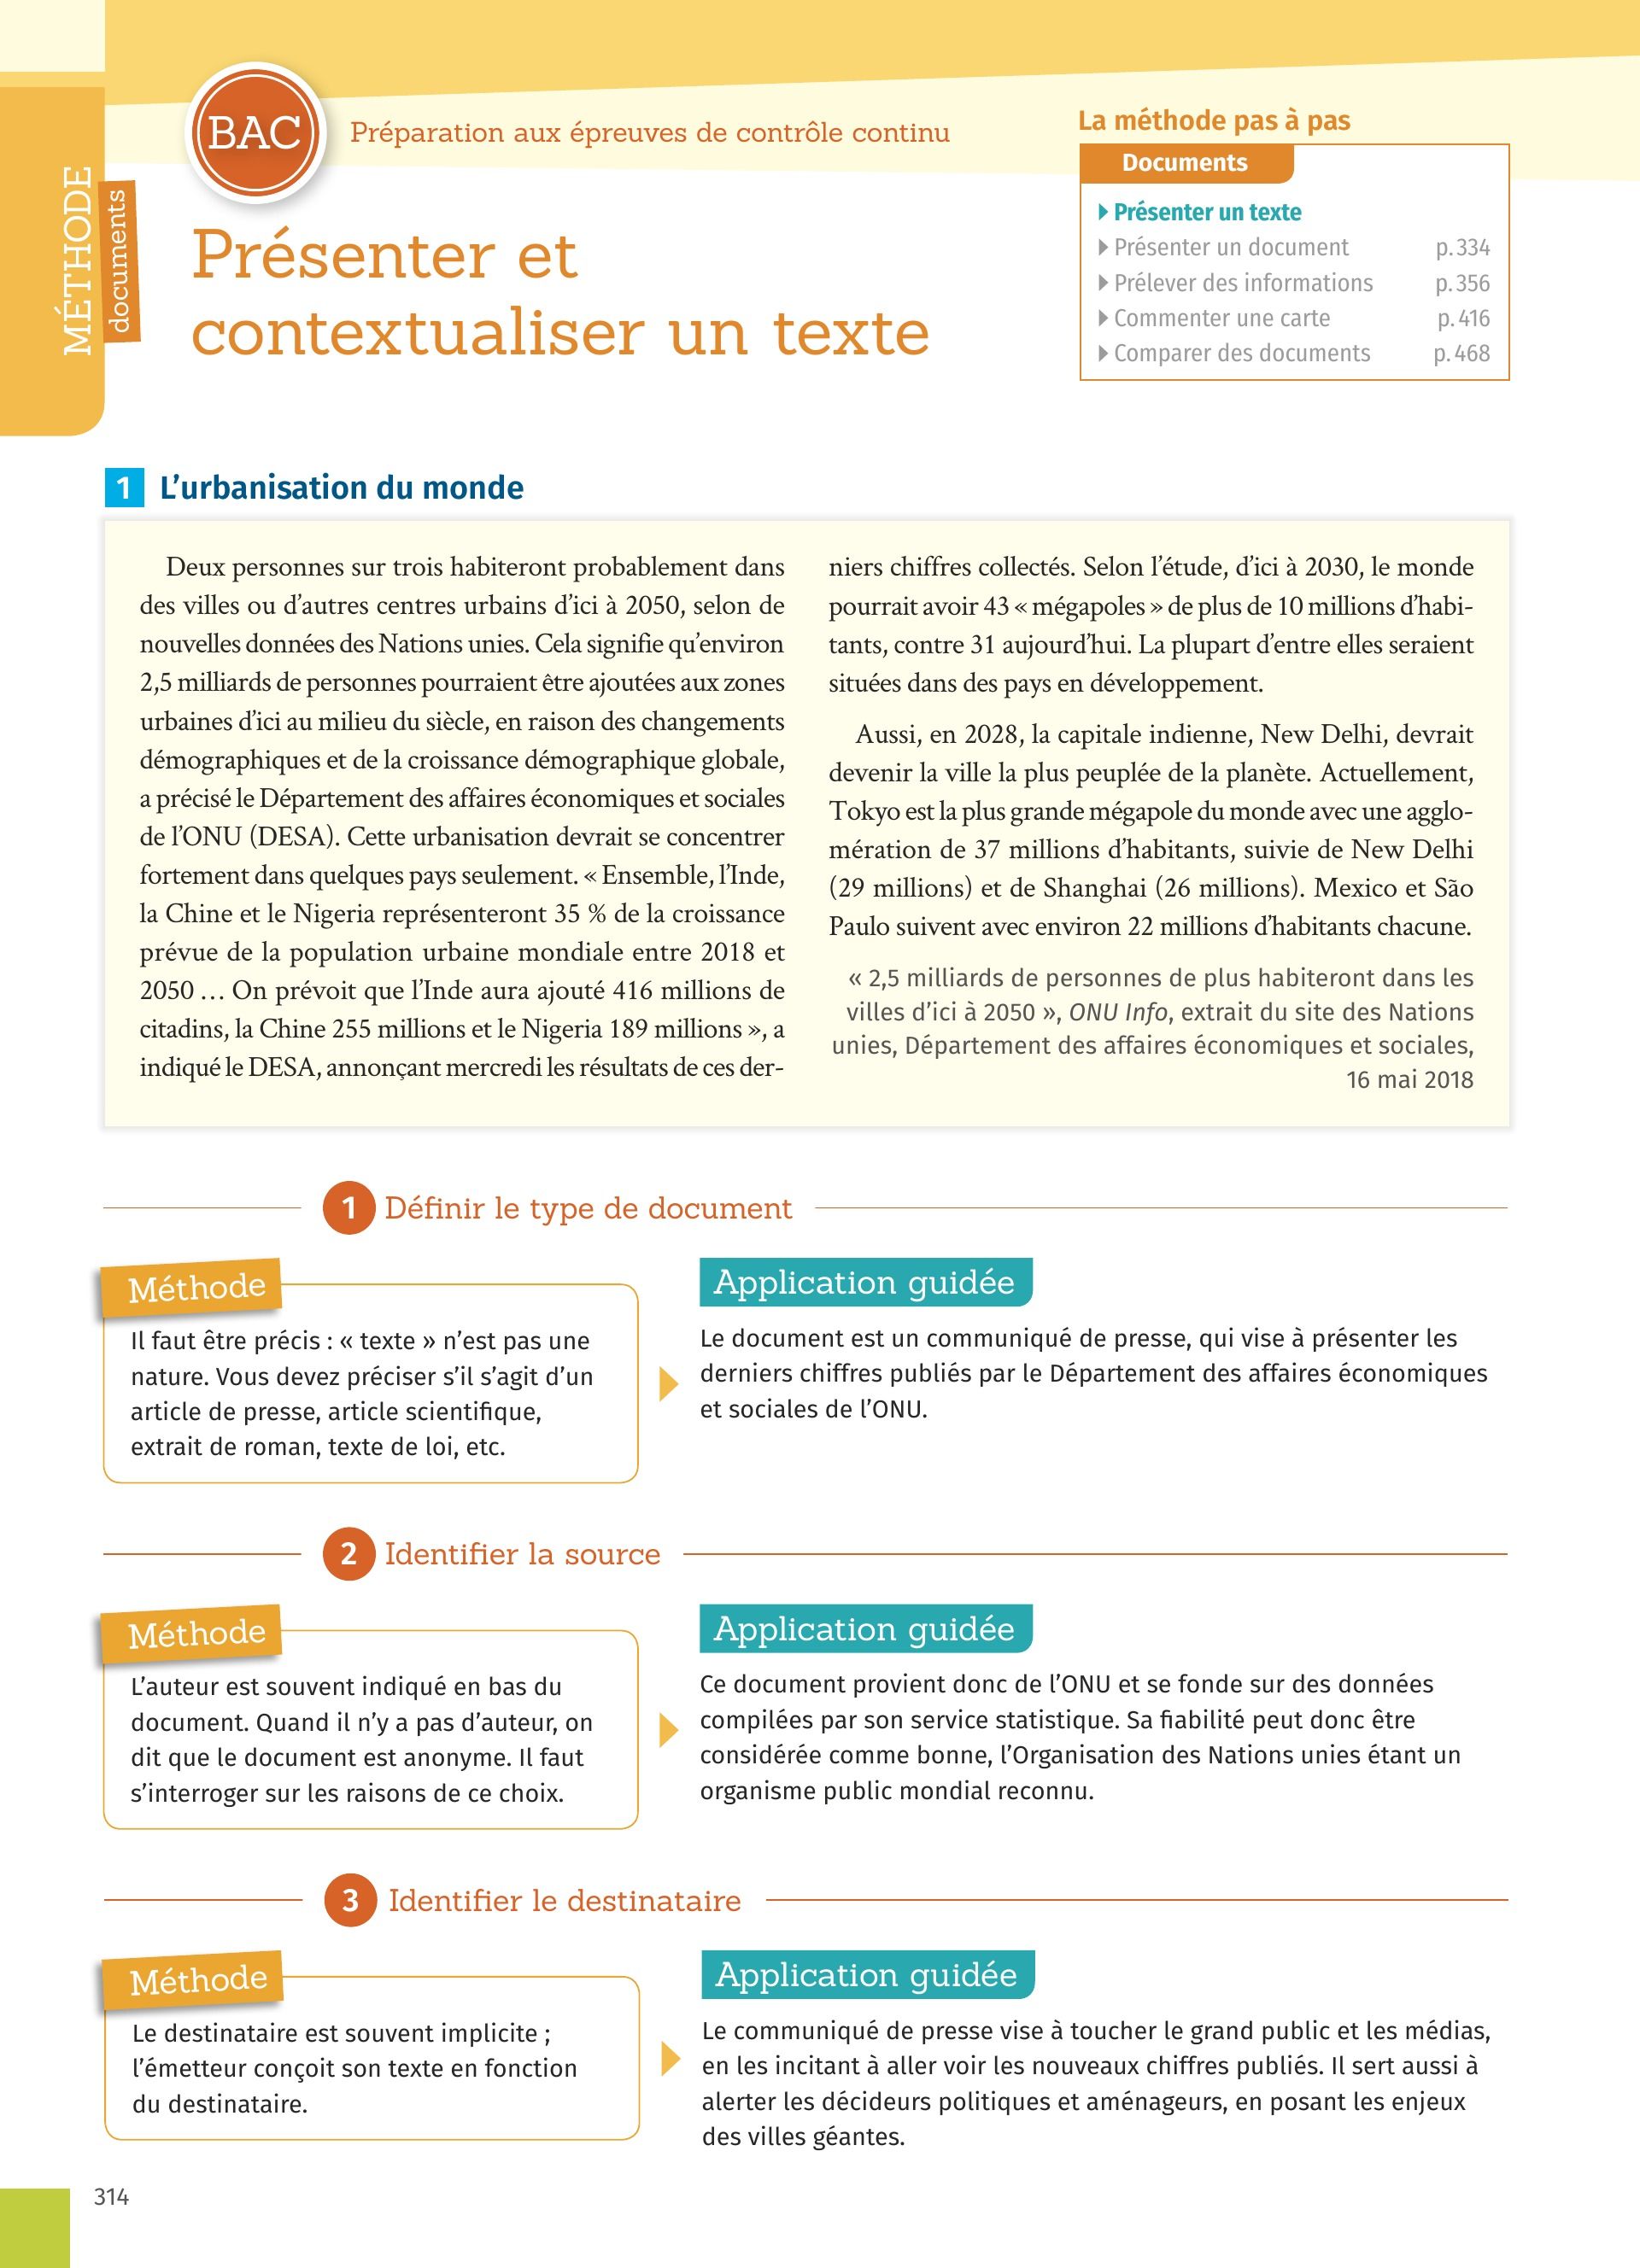 MÉTHODE
documents
BAC
Préparation aux épreuves de contrôle continu
Présenter et
contextualiser un texte
La méthode pas à pas
Documents
Présenter un texte
Présenter un document p. 334
Prélever des informations p. 356
Commenter une carte p. 416
Comparer des documents p. 468
1 L’urbanisation du monde
Deux personnes sur trois habiteront probablement dans
des villes ou d’autres centres urbains d’ici à 2050, selon de
nouvelles données des Nations unies. Cela signifie qu’environ
2,5 milliards de personnes pourraient être ajoutées aux zones
urbaines d’ici au milieu du siècle, en raison des changements
démographiques et de la croissance démographique globale,
a précisé le Département des affaires économiques et sociales
de l’ONU (DESA). Cette urbanisation devrait se concentrer
fortement dans quelques pays seulement. « Ensemble, l’Inde,
la Chine et le Nigeria représenteront 35 % de la croissance
prévue de la population urbaine mondiale entre 2018 et
2050 … On prévoit que l’Inde aura ajouté 416 millions de
citadins, la Chine 255 millions et le Nigeria 189 millions », a
indiqué le DESA, annonçant mercredi les résultats de ces der-
niers chiffres collectés. Selon l’étude, d’ici à 2030, le monde
pourrait avoir 43 « mégapoles » de plus de 10 millions d’habi-
tants, contre 31 aujourd’hui. La plupart d’entre elles seraient
situées dans des pays en développement.
Aussi, en 2028, la capitale indienne, New Delhi, devrait
devenir la ville la plus peuplée de la planète. Actuellement,
Tokyo est la plus grande mégapole du monde avec une agglo-
mération de 37 millions d’habitants, suivie de New Delhi
(29 millions) et de Shanghai (26 millions). Mexico et São
Paulo suivent avec environ 22 millions d’habitants chacune.
« 2,5 milliards de personnes de plus habiteront dans les
villes d’ici à 2050 », ONU Info, extrait du site des Nations
unies, Département des affaires économiques et sociales,
16 mai 2018
1 Définir le type de document
Méthode
Il faut être précis : « texte » n’est pas une
nature. Vous devez préciser s’il s’agit d’un
article de presse, article scientifique,
extrait de roman, texte de loi, etc.
Application guidée
Le document est un communiqué de presse, qui vise à présenter les
derniers chiffres publiés par le Département des affaires économiques
et sociales de l’ONU.
2 Identifier la source
Méthode
L’auteur est souvent indiqué en bas du
document. Quand il n’y a pas d’auteur, on
dit que le document est anonyme. Il faut
s’interroger sur les raisons de ce choix.
Application guidée
Ce document provient donc de l’ONU et se fonde sur des données
compilées par son service statistique. Sa fiabilité peut donc être
considérée comme bonne, l’Organisation des Nations unies étant un
organisme public mondial reconnu.
3 Identifier le destinataire
Méthode
Le destinataire est souvent implicite ;
l’émetteur conçoit son texte en fonction
du destinataire.
Application guidée
Le communiqué de presse vise à toucher le grand public et les médias,
en les incitant à aller voir les nouveaux chiffres publiés. Il sert aussi à
alerter les décideurs politiques et aménageurs, en posant les enjeux
des villes géantes.
314